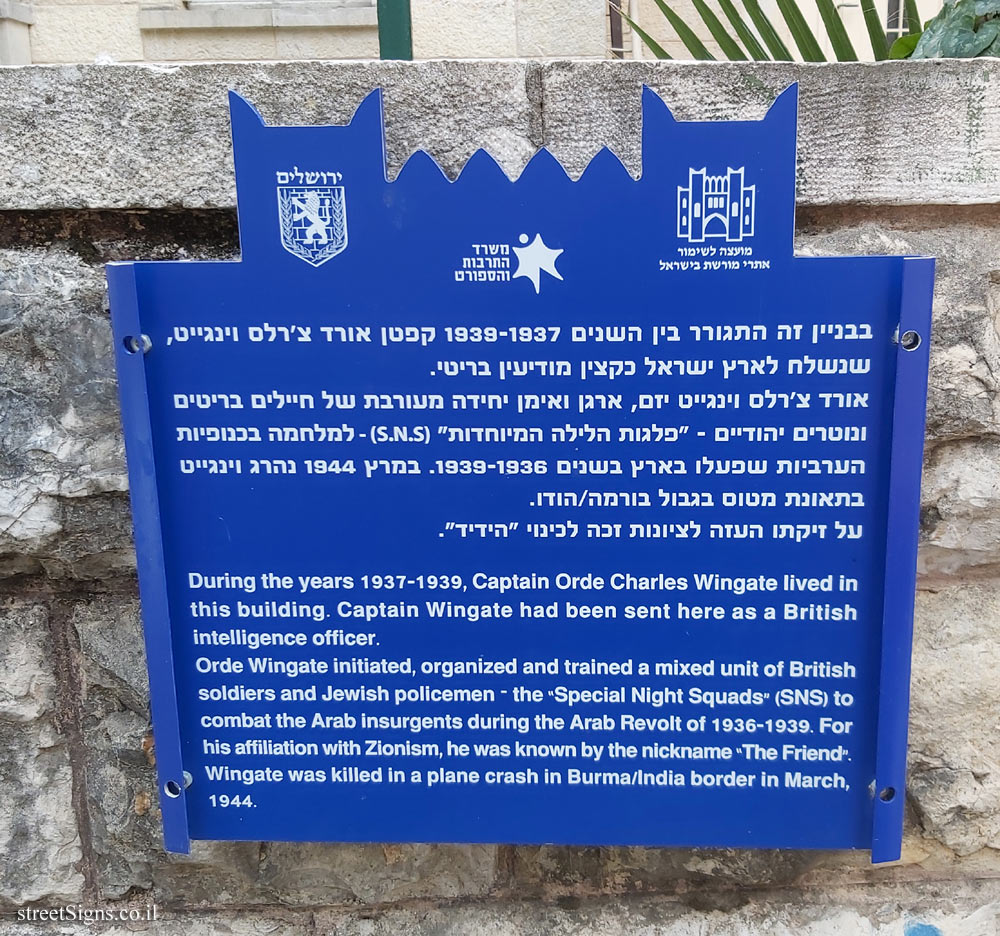 ירושלים
משרד
התרבות
והספורט
מועצה לשימור
אתרי מורשת בישראל
בבניין זה התגורר בין השנים 1939-1937 קפטן אורד צ'רלס וינגייט,
שנשלח לארץ ישראל כקצין מודיעין בריטי.
אורד צ'רלס וינגייט יזם, ארגן ואימן יחידה מעורבת של חיילים בריטים
ונוטרים יהודיים - "פלגות הלילה המיוחדות" (S.N.S) - למלחמה בכנופיות
הערביות שפעלו בארץ בשנים 1939-1936. במרץ 1944 נהרג וינגייט
בתאונת מטוס בגבול בורמה/הודו.
על זיקתו העזה לציונות זכה לכינוי "הידיד".
During the years 1937-1939, Captain Orde Charles Wingate lived in
this building. Captain Wingate had been sent here as a British
intelligence officer.
Orde Wingate initiated, organized and trained a mixed unit of British
soldiers and Jewish policemen - the "Special Night Squads" (SNS) to
combat the Arab insurgents during the Arab Revolt of 1936-1939. For
his affiliation with Zionism, he was known by the nickname "The Friend".
Wingate was killed in a plane crash in Burma/India border in March,
1944.
streetSigns.co.il